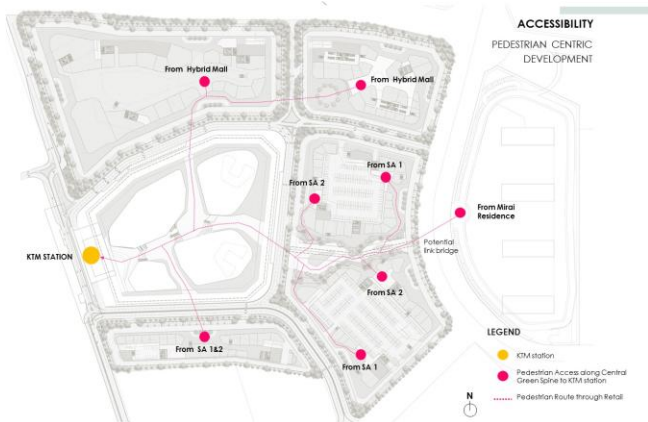 ACCESSIBILITY
PEDESTRIAN CENTRIC
DEVELOPMENT
From Hybrid Mall
From Hybrid Mall
From SA 1
From SA 2
From Mirai
Residence
Potential
link bridge
KTM STATION
From SA 2
From SA 1&2
From SA 1
LEGEND
KTM station
Pedestrian Access along Central
Green Spine to KTM station
Pedestrian Route through Retail
N